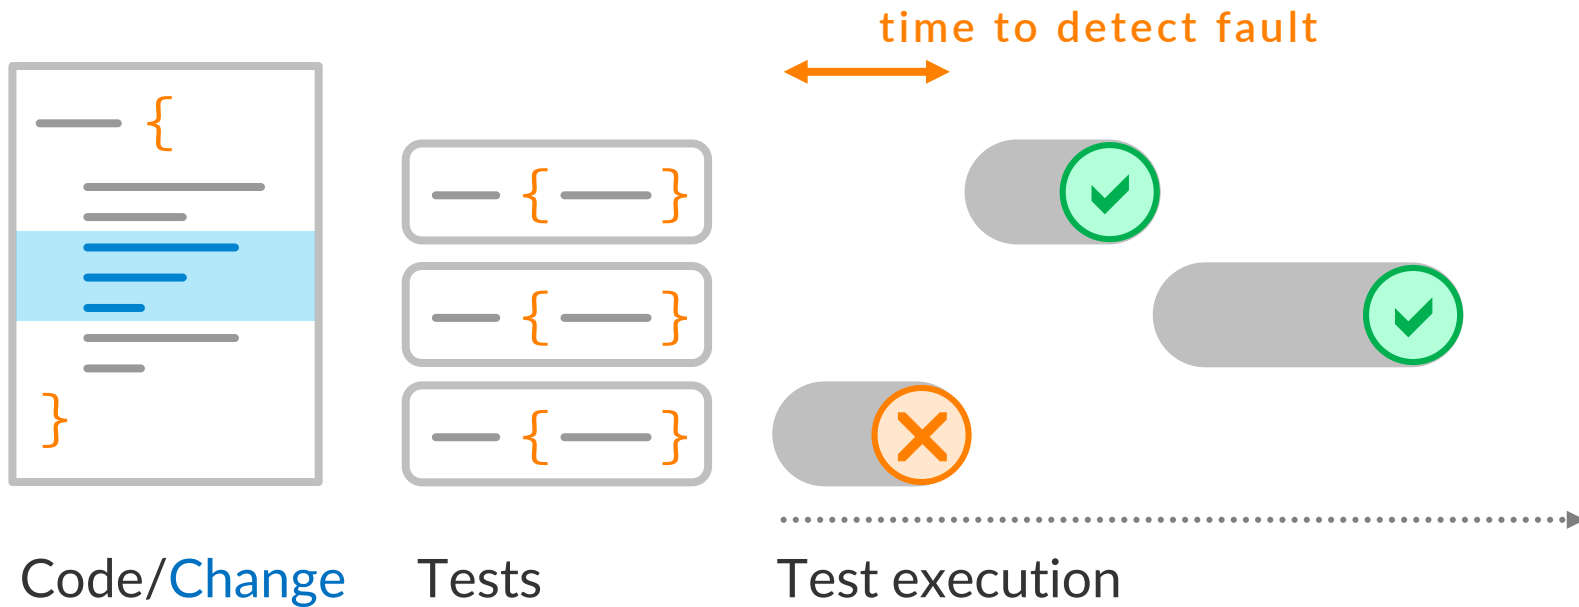 time to detect fault
{
{ }
{ }
{ }
}
Code/Change
Tests
Test execution